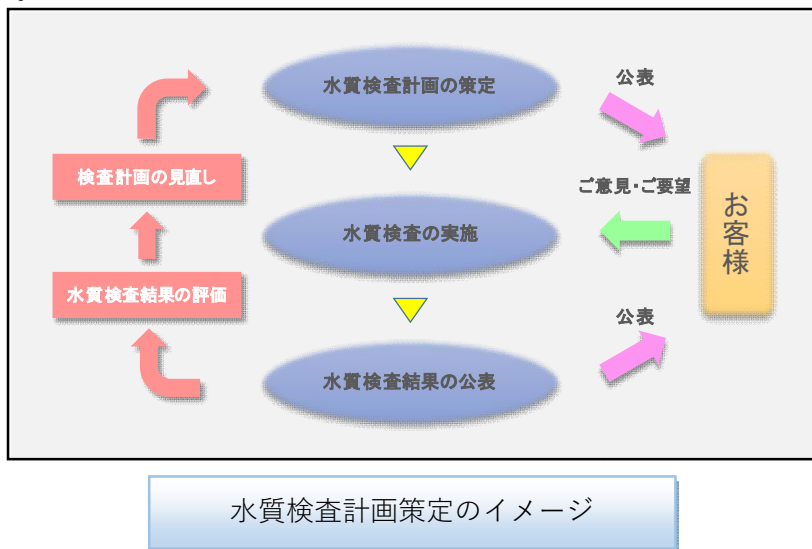 水質検査計画の策定
公表
検査計画の見直し
ご意見・ご要望
お客様
水質検査の実施
水質検査結果の評価
公表
水質検査結果の公表
水質検査計画策定のイメージ